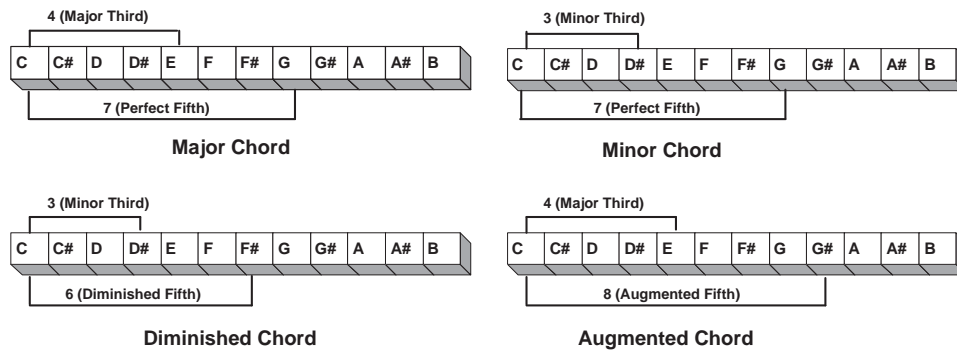 4 (Major Third)
C C# D D# E F F# G G# A A# B
7 (Perfect Fifth)
Major Chord
3 (Minor Third)
C C# D D# E F F# G G# A A# B
7 (Perfect Fifth)
Minor Chord
3 (Minor Third)
C C# D D# E F F# G G# A A# B
6 (Diminished Fifth)
Diminished Chord
4 (Major Third)
C C# D D# E F F# G G# A A# B
8 (Augmented Fifth)
Augmented Chord